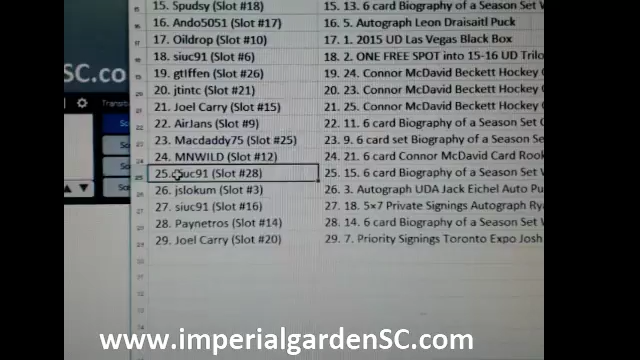 15. Spudsy (Slot #18) 15. 13. 6 card Biography of a Season Set
16. Ando5051 (Slot #17) 16. 5. Autograph Leon Draisaitl Puck
17. Oildrop (Slot #10) 17. 1. 2015 UD Las Vegas Black Box
18. siuc91 (Slot #6) 18. 2. ONE FREE SPOT into 15-16 UD Trilo
SC.co
19. gtlffen (Slot #26) 19. 24. Connor McDavid Beckett Hockey
20. jtintc (Slot #21) 20. 23. Connor McDavid Beckett Hockey
21. Joel Carry (Slot #15) 21. 25. Connor McDavid Beckett Hockey
22. AirJans (Slot #9) 22. 11. 6 card Biography of a Season Set
23. Macdaddy75 (Slot #25) 23. 9. 6 card set Biography of a Season
24. MNWILD (Slot #12) 24. 21. 6 card Connor McDavid Card Rook
25. siuc91 (Slot #28) 25. 15. 6 card Biography of a Season Set
26. jslokum (Slot #3) 26. 3. Autograph UDA Jack Eichel Auto Pu
27. siuc91 (Slot #16) 27. 18. 5×7 Private Signings Autograph Ry
28. Paynetros (Slot #14) 28. 14. 6 card Biography of a Season Set
29. Joel Carry (Slot #20) 29. 7. Priority Signings Toronto Expo Josh
www.imperialgardenSC.com